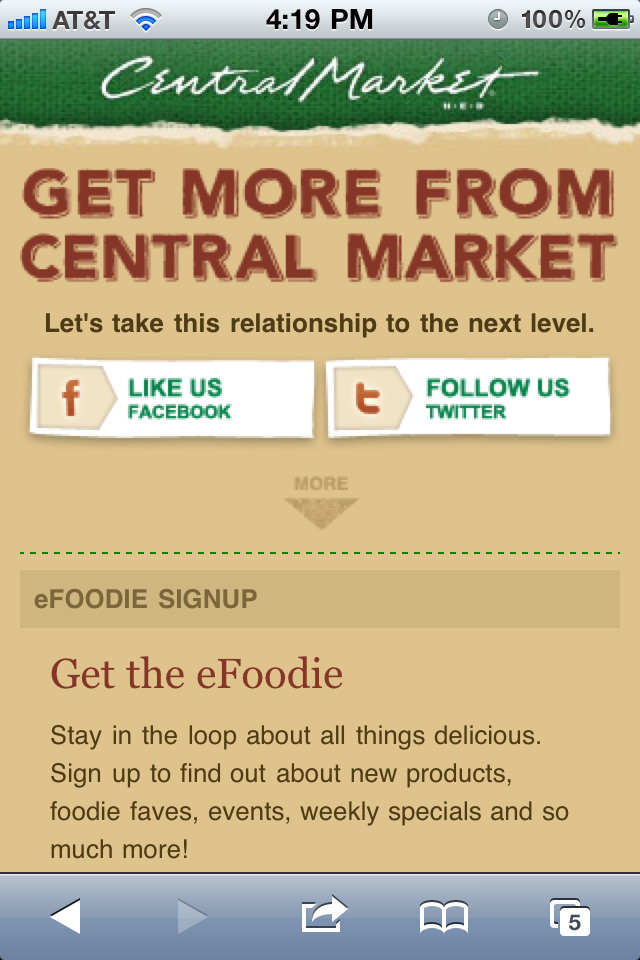 AT&T 4:19 PM 100%
Central Market
H-E-B
GET MORE FROM
CENTRAL MARKET
Let's take this relationship to the next level.
f LIKE US
FACEBOOK
t FOLLOW US
TWITTER
MORE
eFOODIE SIGNUP
Get the eFoodie
Stay in the loop about all things delicious.
Sign up to find out about new products,
foodie faves, events, weekly specials and so
much more!
5